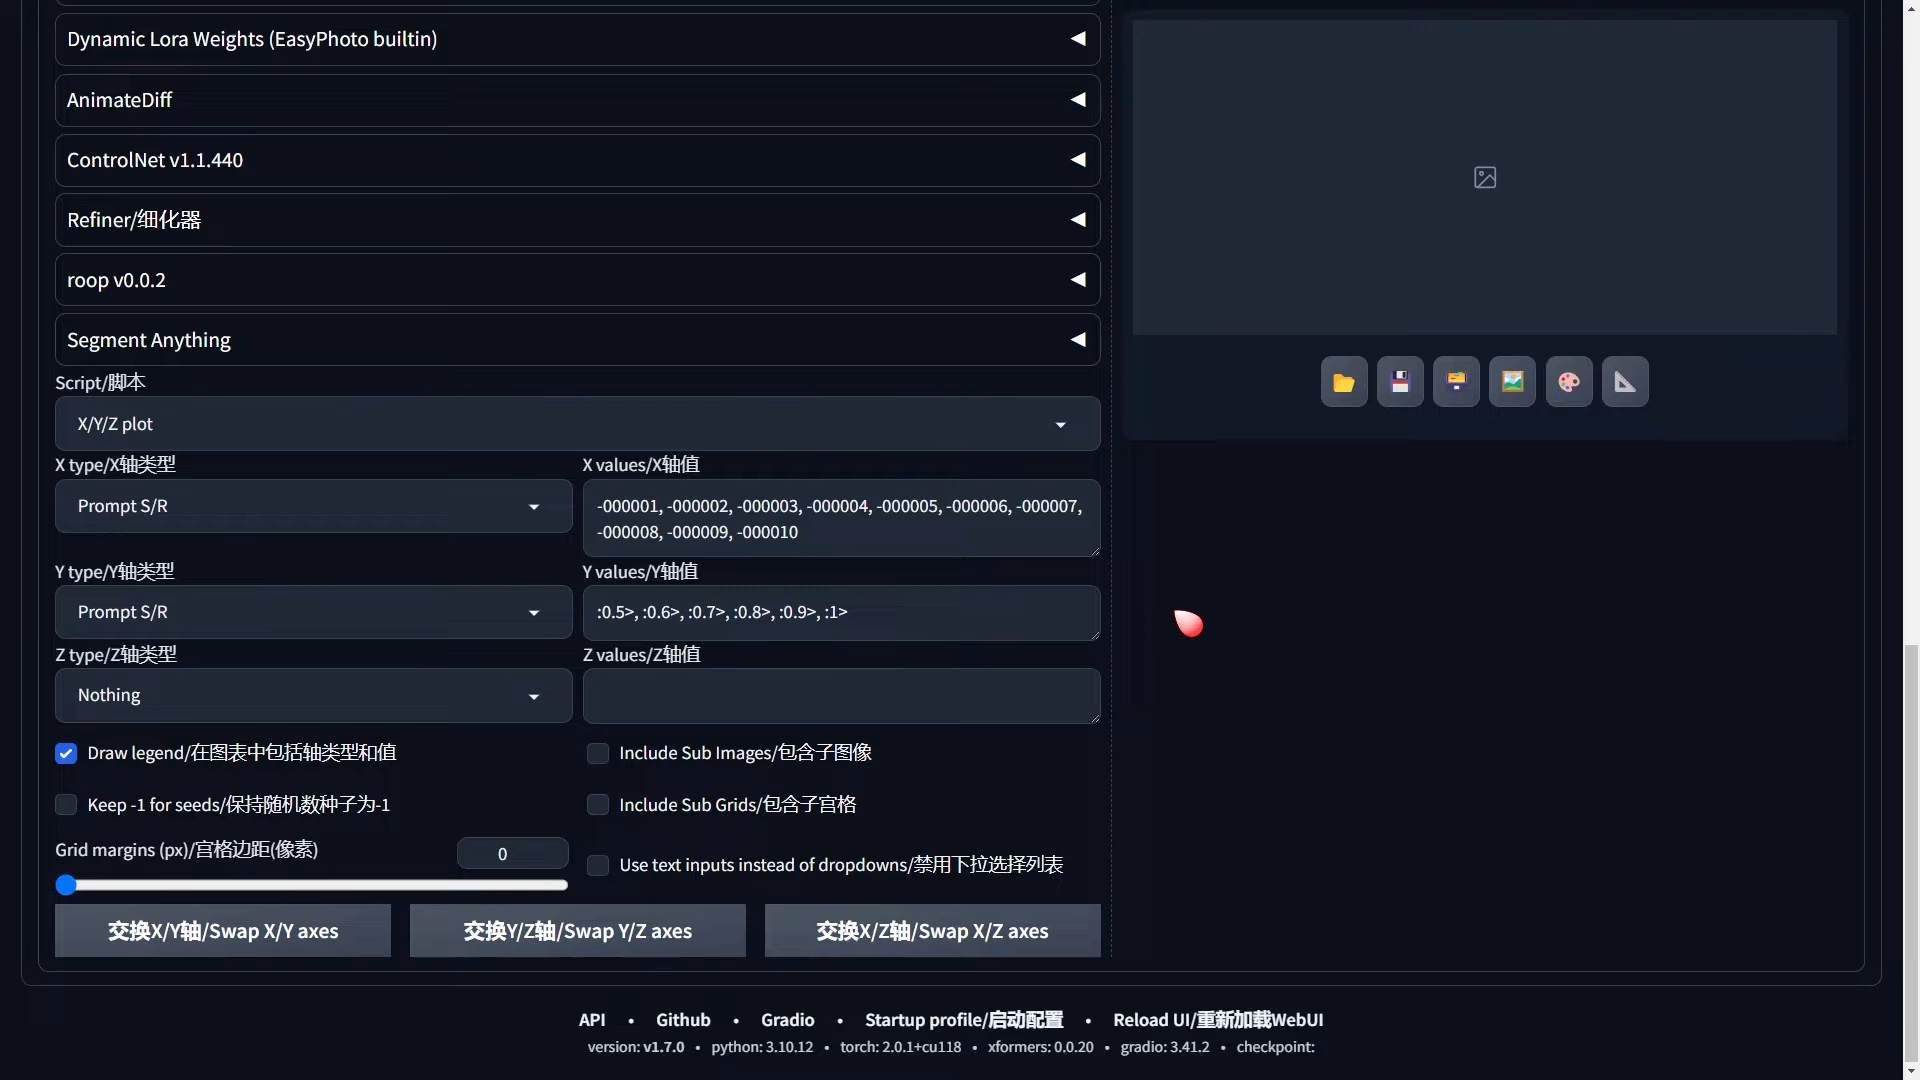 Dynamic Lora Weights (EasyPhoto builtin)
AnimateDiff
ControlNet v1.1.440
Refiner/细化器
roop v0.0.2
Segment Anything
Script/脚本
X/Y/Z plot
X type/X轴类型
X values/X轴值
Prompt S/R
-000001, -000002, -000003, -000004, -000005, -000006, -000007,
-000008, -000009, -000010
Y type/Y轴类型
Y values/Y轴值
Prompt S/R
:0.5>, :0.6>, :0.7>, :0.8>, :0.9>, :1>
Z type/Z轴类型
Z values/Z轴值
Nothing
Draw legend/在图表中包括轴类型和值
Include Sub Images/包含子图像
Keep -1 for seeds/保持随机数种子为-1
Include Sub Grids/包含子宫格
Grid margins (px)/宫格边距(像素)
0
Use text inputs instead of dropdowns/禁用下拉选择列表
交换X/Y轴/Swap X/Y axes
交换Y/Z轴/Swap Y/Z axes
交换X/Z轴/Swap X/Z axes
API • Github • Gradio • Startup profile/启动配置 • Reload UI/重新加载WebUI
version: v1.7.0 • python: 3.10.12 • torch: 2.0.1+cu118 • xformers: 0.0.20 • gradio: 3.41.2 • checkpoint: